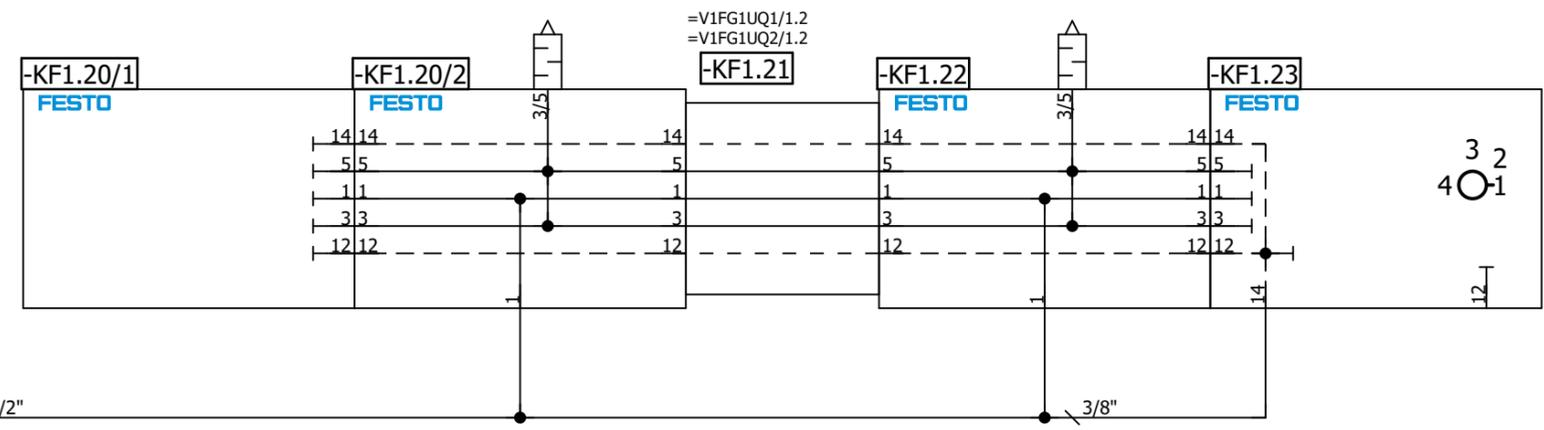 =V1FG1UQ1/1.2
=V1FG1UQ2/1.2
-KF1.20/1
-KF1.20/2
-KF1.21
-KF1.22
-KF1.23
FESTO
FESTO
FESTO
FESTO
3/5
3/5
14 14 14 14 14 14
5 5 5 5 5 5
1 1 1 1 1 1
3 3 3 3 3 3
12 12 12 12 12 12
3
2
4
1
1
1
14
12
/2"
3/8"